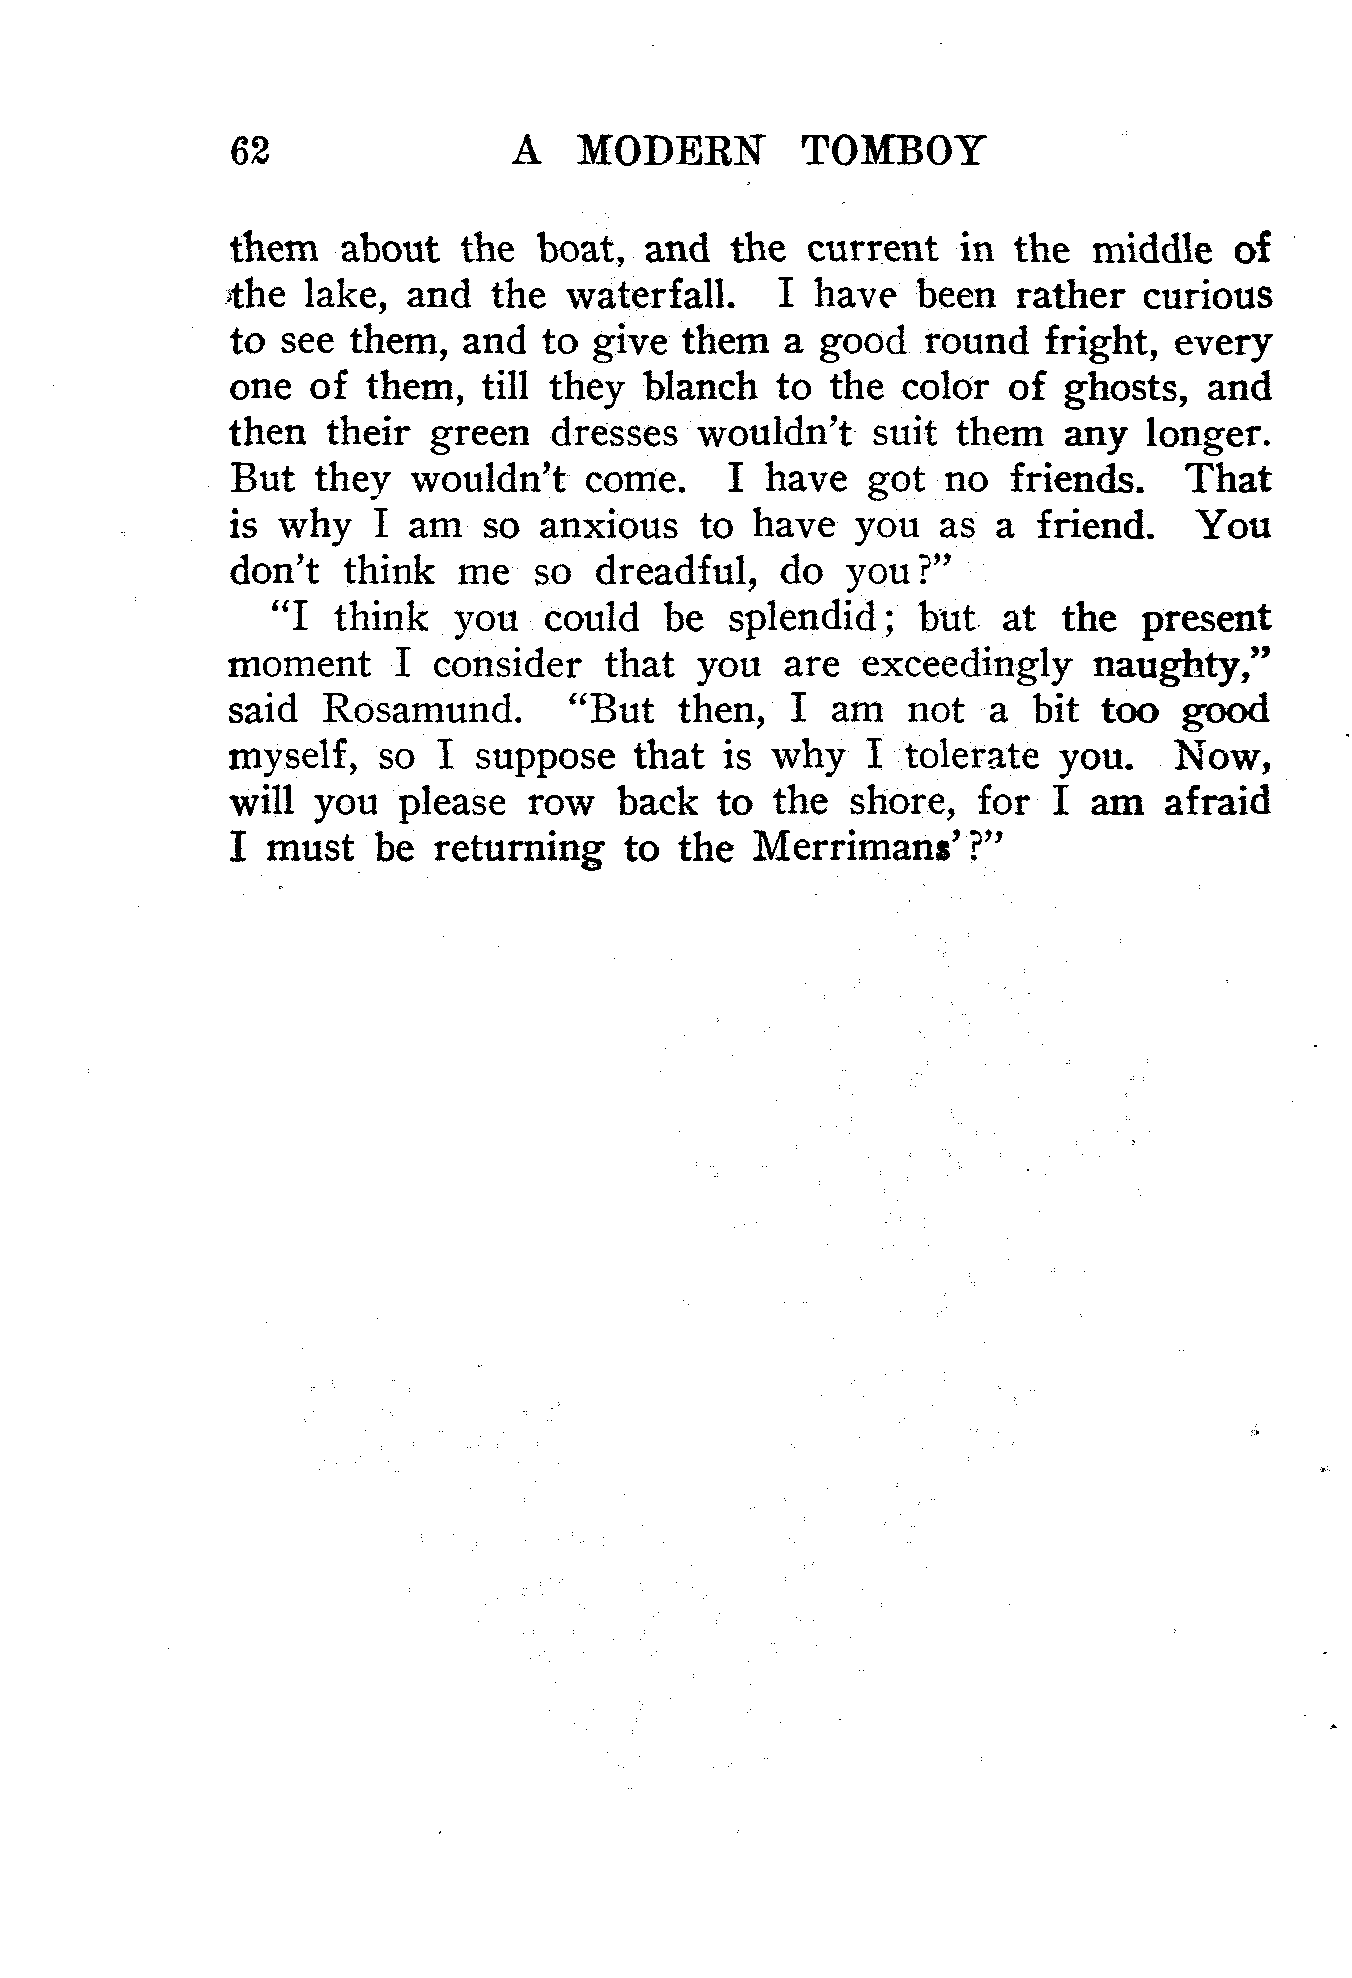 62 A MODERN TOMBOY
them about the boat, and the current in the middle of
the lake, and the waterfall. I have been rather curious
to see them, and to give them a good round fright, every
one of them, till they blanch to the color of ghosts, and
then their green dresses wouldn't suit them any longer.
But they wouldn't come. I have got no friends. That
is why I am so anxious to have you as a friend. You
don't think me so dreadful, do you?"
"I think you could be splendid; but at the present
moment I consider that you are exceedingly naughty,"
said Rosamund. "But then, I am not a bit too good
myself, so I suppose that is why I tolerate you. Now,
will you please row back to the shore, for I am afraid
I must be returning to the Merrimans'?"